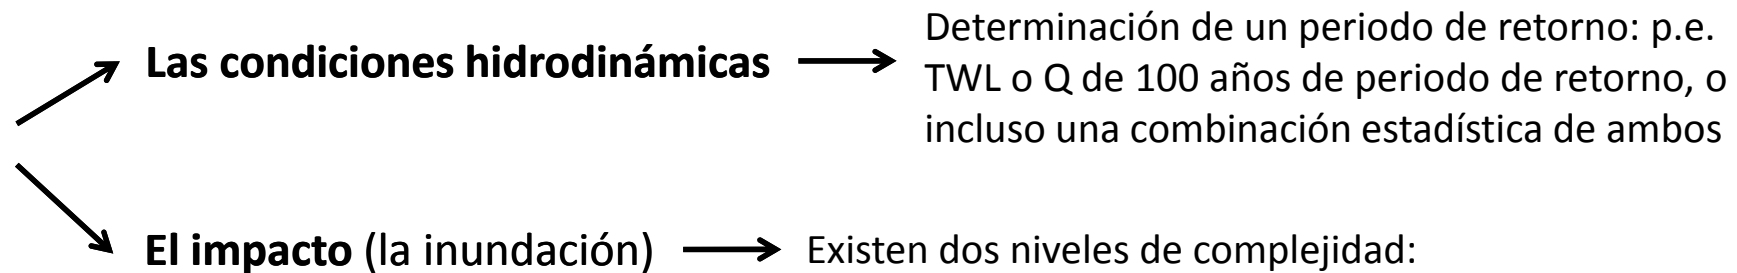 Las condiciones hidrodinámicas
Determinación de un periodo de retorno: p.e.
TWL o Q de 100 años de periodo de retorno, o
incluso una combinación estadística de ambos
El impacto (la inundación)
Existen dos niveles de complejidad: